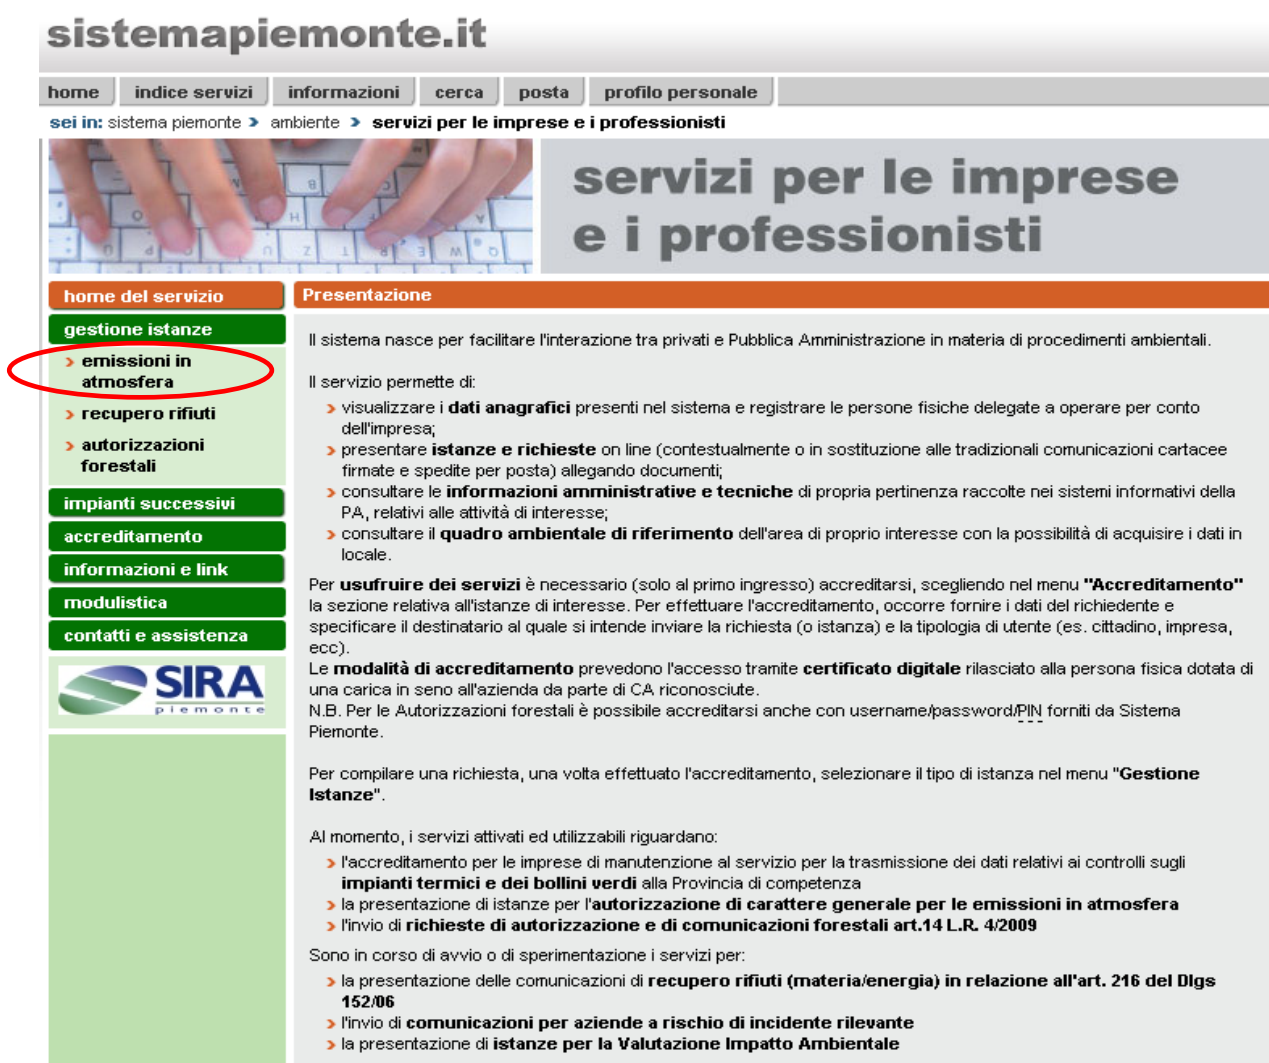 sistemapiemonte.it
home
indice servizi
informazioni
cerca
posta
profilo personale
sei in: sistema piemonte > ambiente > servizi per le imprese e i professionisti
servizi per le imprese
e i professionisti
home del servizio
gestione istanze
emissioni in
atmosfera
recupero rifiuti
autorizzazioni
forestali
impianti successivi
accreditamento
informazioni e link
modulistica
contatti e assistenza
SIRA
piemonte
Presentazione
Il sistema nasce per facilitare l'interazione tra privati e Pubblica Amministrazione in materia di procedimenti ambientali.
Il servizio permette di:
visualizzare i dati anagrafici presenti nel sistema e registrare le persone fisiche delegate a operare per conto
dell'impresa;
presentare istanze e richieste on line (contestualmente o in sostituzione alle tradizionali comunicazioni cartacee
firmate e spedite per posta) allegando documenti;
consultare le informazioni amministrative e tecniche di propria pertinenza raccolte nei sistemi informativi della
PA, relativi alle attività di interesse;
consultare il quadro ambientale di riferimento dell'area di proprio interesse con la possibilità di acquisire i dati in
locale.
Per usufruire dei servizi è necessario (solo al primo ingresso) accreditarsi, scegliendo nel menu "Accreditamento"
la sezione relativa all'istanze di interesse. Per effettuare l'accreditamento, occorre fornire i dati del richiedente e
specificare il destinatario al quale si intende inviare la richiesta (o istanza) e la tipologia di utente (es. cittadino, impresa,
ecc).
Le modalità di accreditamento prevedono l'accesso tramite certificato digitale rilasciato alla persona fisica dotata di
una carica in seno all'azienda da parte di CA riconosciute.
N.B. Per le Autorizzazioni forestali è possibile accreditarsi anche con username/password/PIN forniti da Sistema
Piemonte.
Per compilare una richiesta, una volta effettuato l'accreditamento, selezionare il tipo di istanza nel menu "Gestione
Istanze".
Al momento, i servizi attivati ed utilizzabili riguardano:
l'accreditamento per le imprese di manutenzione al servizio per la trasmissione dei dati relativi ai controlli sugli
impianti termici e dei bollini verdi alla Provincia di competenza
la presentazione di istanze per l'autorizzazione di carattere generale per le emissioni in atmosfera
l'invio di richieste di autorizzazione e di comunicazioni forestali art.14 L.R. 4/2009
Sono in corso di avvio o di sperimentazione i servizi per:
la presentazione delle comunicazioni di recupero rifiuti (materia/energia) in relazione all'art. 216 del Dlgs
152/06
l'invio di comunicazioni per aziende a rischio di incidente rilevante
la presentazione di istanze per la Valutazione Impatto Ambientale